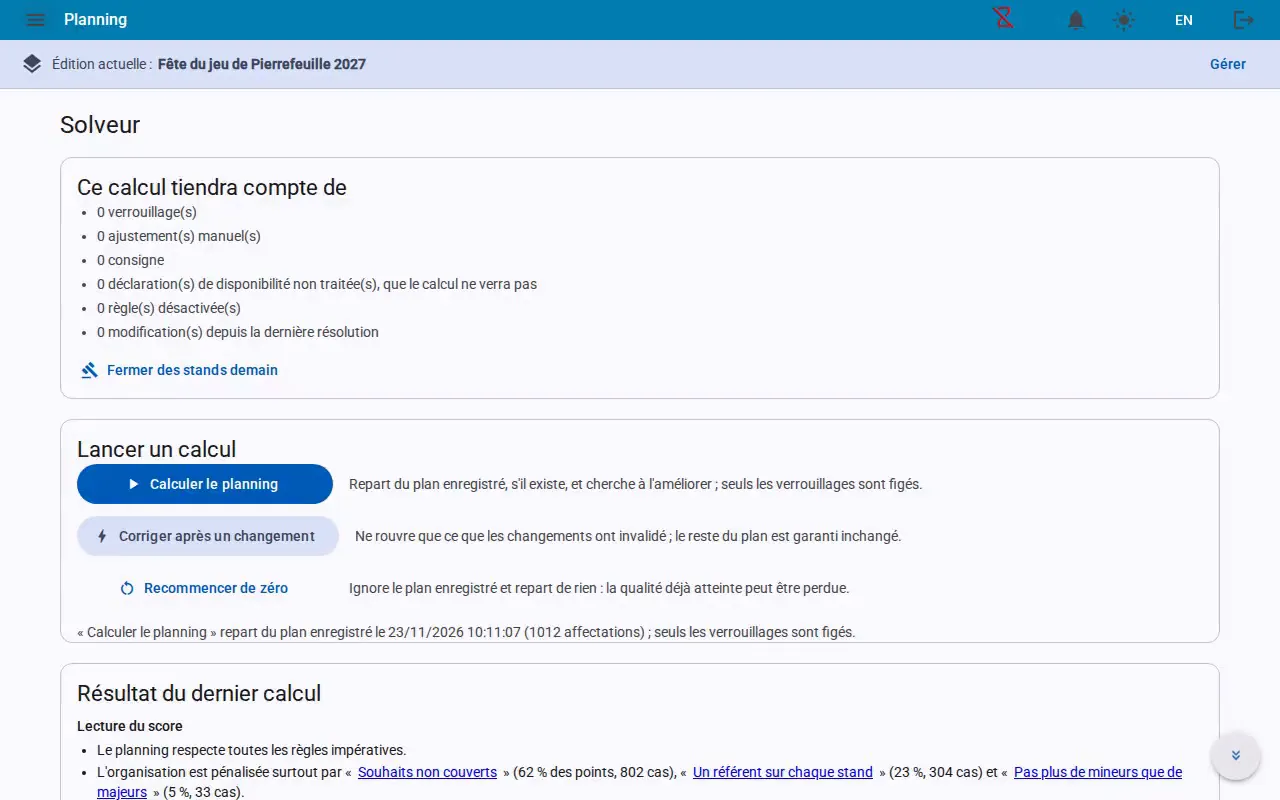 Planning
EN
Édition actuelle : Fête du jeu de Pierrefeuille 2027
Gérer
Solveur
Ce calcul tiendra compte de
• 0 verrouillage(s)
• 0 ajustement(s) manuel(s)
• 0 consigne
• 0 déclaration(s) de disponibilité non traitée(s), que le calcul ne verra pas
• 0 règle(s) désactivée(s)
• 0 modification(s) depuis la dernière résolution
Fermer des stands demain
Lancer un calcul
Calculer le planning
Repart du plan enregistré, s'il existe, et cherche à l'améliorer ; seuls les verrouillages sont figés.
Corriger après un changement
Ne rouvre que ce que les changements ont invalidé ; le reste du plan est garanti inchangé.
Recommencer de zéro
Ignore le plan enregistré et repart de rien : la qualité déjà atteinte peut être perdue.
« Calculer le planning » repart du plan enregistré le 23/11/2026 10:11:07 (1012 affectations) ; seuls les verrouillages sont figés.
Résultat du dernier calcul
Lecture du score
• Le planning respecte toutes les règles impératives.
• L'organisation est pénalisée surtout par « Souhaits non couverts » (62 % des points, 802 cas), « Un référent sur chaque stand » (23 %, 304 cas) et « Pas plus de mineurs que de
majeurs » (5 %, 33 cas).